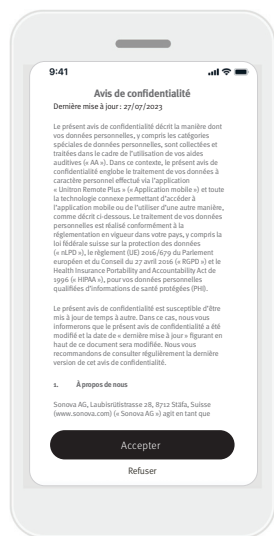 9:41
Avis de confidentialité
Dernière mise à jour : 27/07/2023
Le présent avis de confidentialité décrit la manière dont
vos données personnelles, y compris les catégories
spéciales de données personnelles, sont collectées et
traitées dans le cadre de l'utilisation de vos aides
auditives (« AA »). Dans ce contexte, le présent avis de
confidentialité englobe le traitement de vos données à
caractère personnel effectué via l'application
« Unitron Remote Plus » (« Application mobile ») et toute
la technologie connexe permettant d'accéder à
l'application mobile ou de l'utiliser d'une autre manière,
comme décrit ci-dessous. Le traitement de vos données
personnelles est réalisé conformément à la
réglementation en vigueur dans votre pays, y compris la
loi fédérale suisse sur la protection des données
(« nLPD »), le règlement (UE) 2016/679 du Parlement
européen et du Conseil du 27 avril 2016 (« RGPD ») et le
Health Insurance Portability and Accountability Act de
1996 (« HIPAA »), pour vos données personnelles
qualifiées d'informations de santé protégées (PHI).
Le présent avis de confidentialité est susceptible d'être
mis à jour de temps à autre. Dans ce cas, nous vous
informerons que le présent avis de confidentialité a été
modifié et la date de « dernière mise à jour » figurant en
haut de ce document sera modifiée. Nous vous
recommandons de consulter régulièrement la dernière
version de cet avis de confidentialité.
1. À propos de nous
Sonova AG, Laubisrütistrasse 28, 8712 Stäfa, Suisse
(www.sonova.com) (« Sonova AG ») agit en tant que
Accepter
Refuser